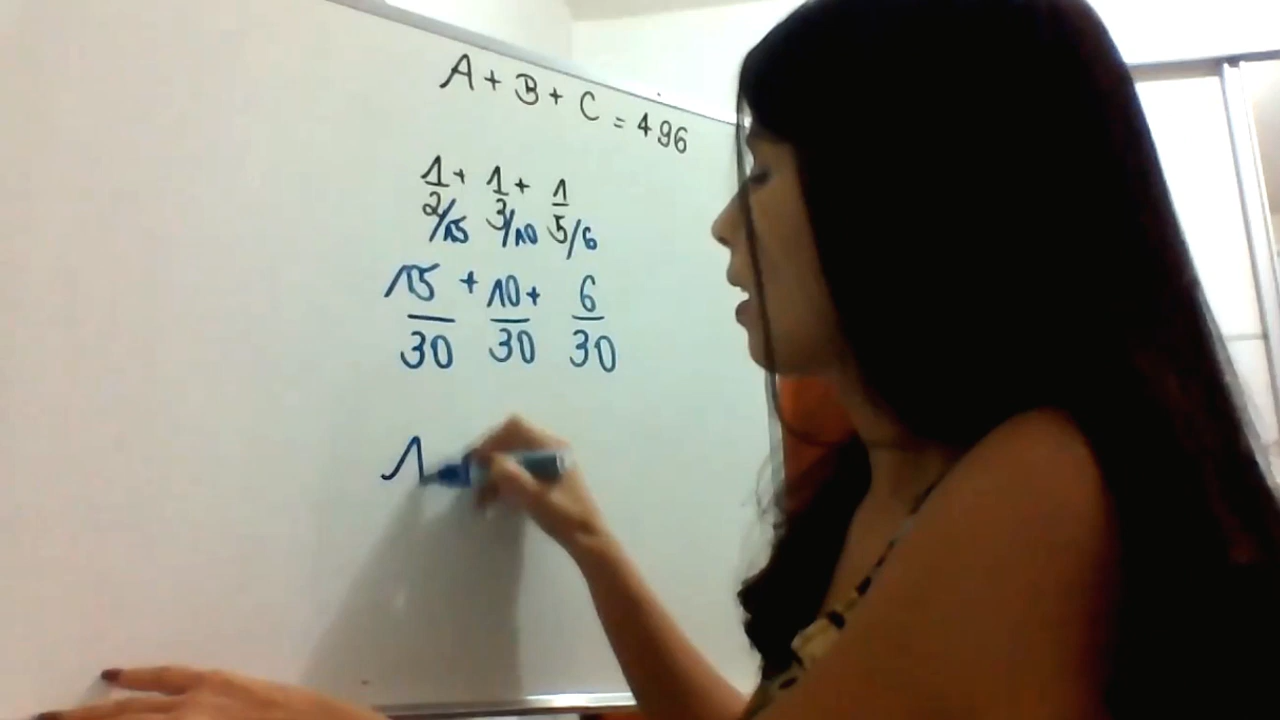 A + B + C = 496
1/2 + 1/3 + 1/5
/15 /10 /6
15/30 + 10/30 + 6/30
1